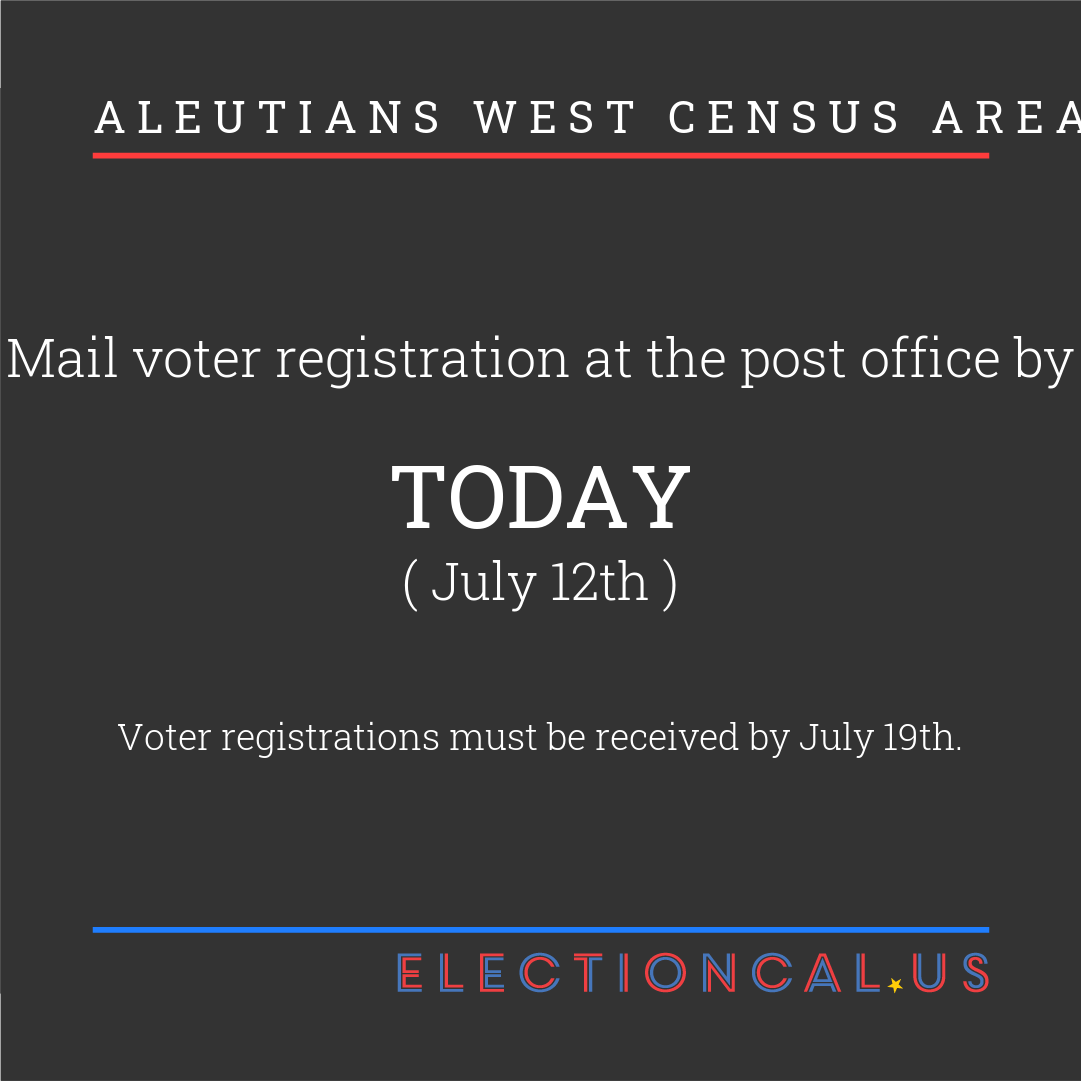 ALEUTIANS WEST CENSUS AREA
Mail voter registration at the post office by
TODAY
( July 12th )
Voter registrations must be received by July 19th.
ELECTIONCAL.US